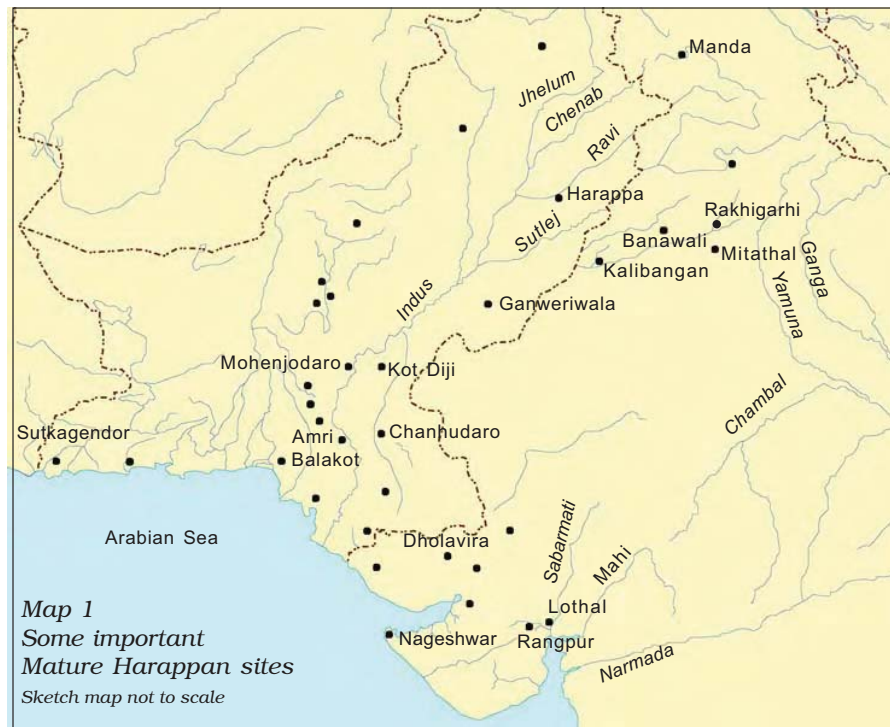 Manda
Jhelum
Chenab
Ravi
Harappa
Sutlej
Rakhigarhi
Banawali
Mitathal
Kalibangan
Ganga
Yamuna
Indus
Ganweriwala
Mohenjodaro
Kot Diji
Chambal
Sutkagendor
Amri
Chanhudaro
Balakot
Arabian Sea
Dholavira
Sabarmati
Mahi
Lothal
Nageshwar
Rangpur
Narmada
Map 1
Some important
Mature Harappan sites
Sketch map not to scale